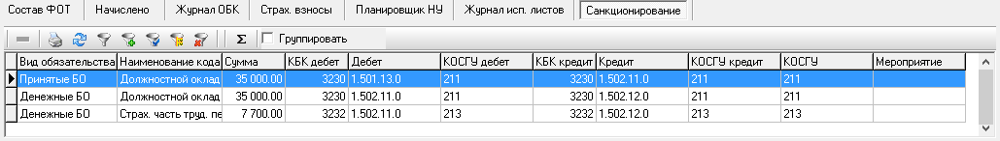 Состав ФОТ Начислено Журнал ОБК Страх. взносы Планировщик НУ Журнал исп. листов Санкционирование
Σ Группировать
Вид обязательства Наименование кода Сумма КБК дебет Дебет КОСГУ дебет КБК кредит Кредит КОСГУ кредит КОСГУ Мероприятие
Принятые БО Должностной оклад 35 000.00 3230 1.501.13.0 211 3230 1.502.11.0 211 211
Денежные БО Должностной оклад 35 000.00 3230 1.502.11.0 211 3230 1.502.12.0 211 211
Денежные БО Страх. часть труд. пе 7 700.00 3232 1.502.11.0 213 3232 1.502.12.0 213 213